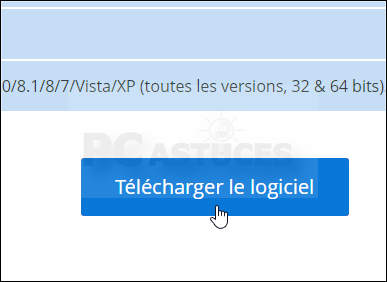 0/8.1/8/7/Vista/XP (toutes les versions, 32 & 64 bits)
PC ASTUCES
Télécharger le logiciel